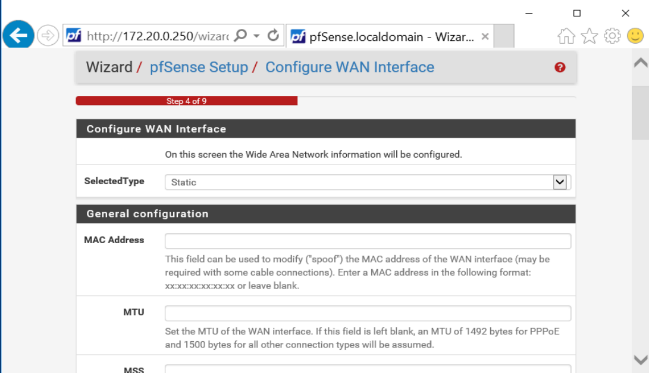 http://172.20.0.250/wizarc
pfSense.localdomain - Wizar...
Wizard / pfSense Setup / Configure WAN Interface
Step 4 of 9
Configure WAN Interface
On this screen the Wide Area Network information will be configured.
SelectedType
Static
General configuration
MAC Address
This field can be used to modify ("spoof") the MAC address of the WAN interface (may be
required with some cable connections). Enter a MAC address in the following format:
xx:xx:xx:xx:xx:xx or leave blank.
MTU
Set the MTU of the WAN interface. If this field is left blank, an MTU of 1492 bytes for PPPoE
and 1500 bytes for all other connection types will be assumed.
MSS